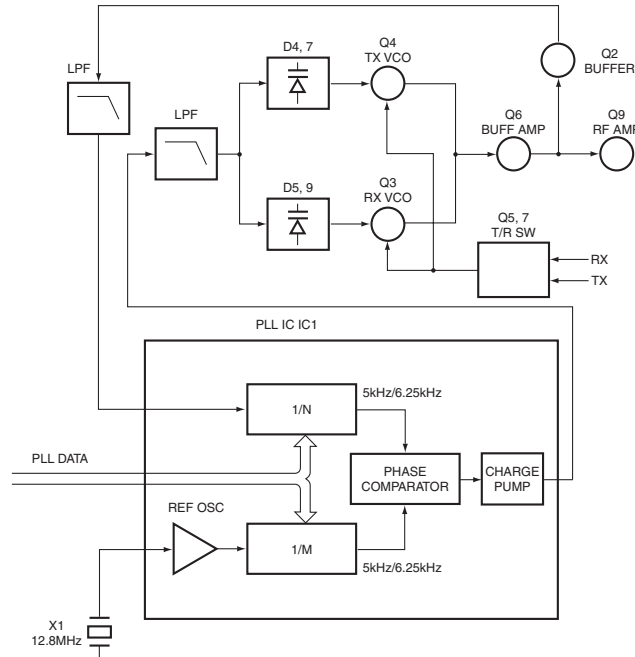 D4, 7
Q4
TX VCO
Q2
BUFFER
LPF
LPF
Q6
BUFF AMP
Q9
RF AMP
D5, 9
Q3
RX VCO
Q5, 7
T/R SW
RX
TX
PLL IC IC1
5kHz/6.25kHz
1/N
PLL DATA
PHASE
COMPARATOR
CHARGE
PUMP
REF OSC
1/M
5kHz/6.25kHz
X1
12.8MHz